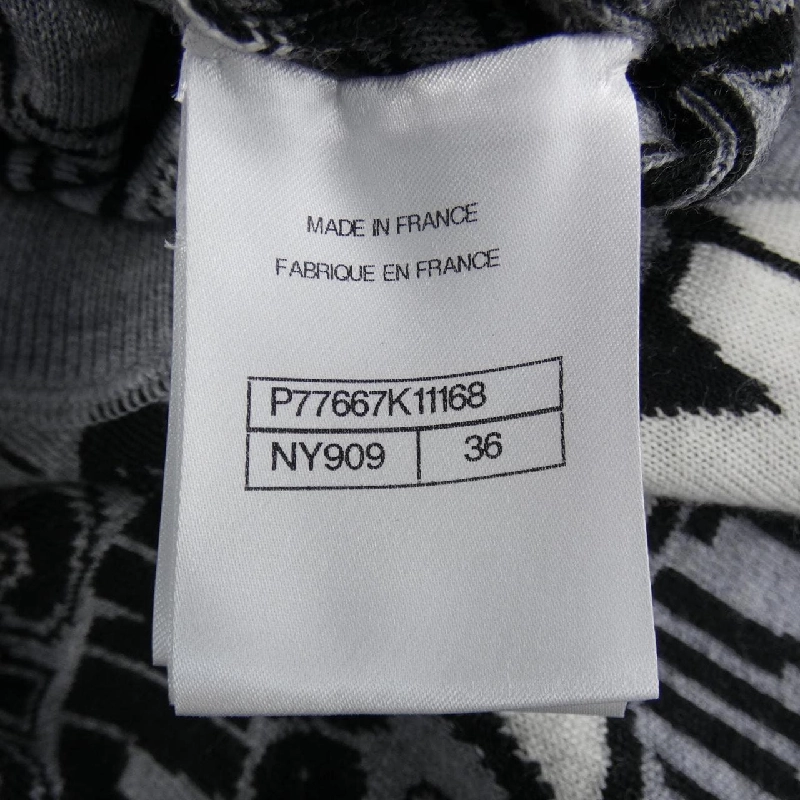 MADE IN FRANCE
FABRIQUE EN FRANCE
P77667K11168
NY909 36